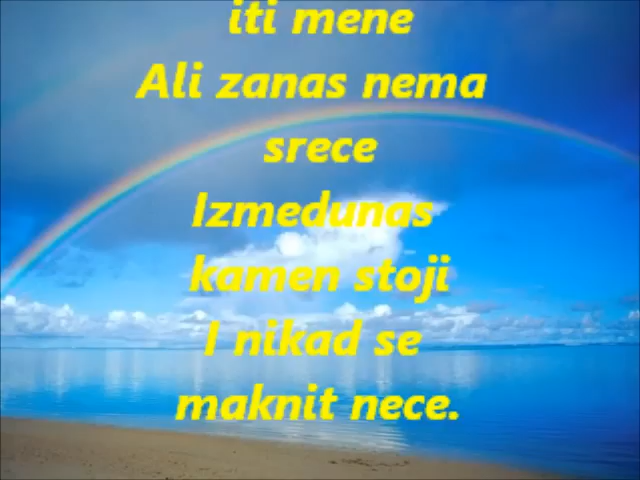 iti mene
Ali zanas nema
srece
Izmedunas
kamen stoji
I nikad se
maknit nece.